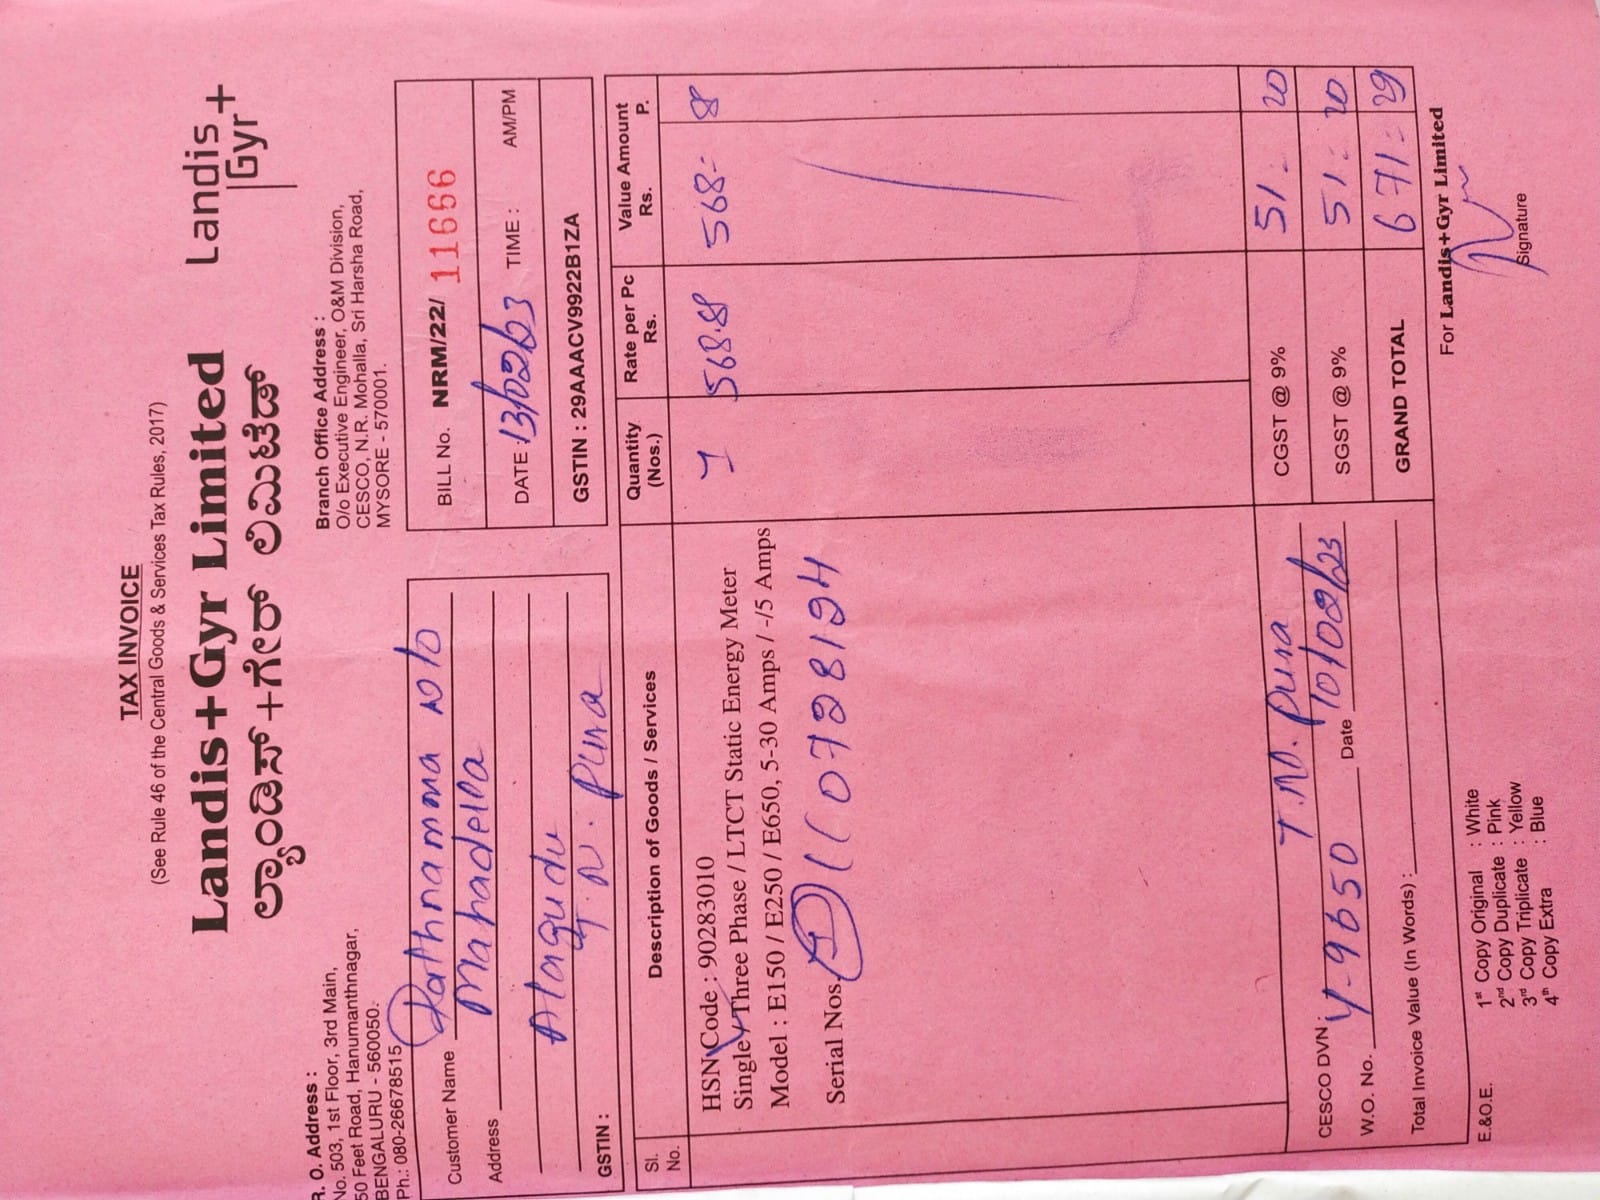 TAX INVOICE
(See Rule 46 of the Central Goods & Services Tax Rules, 2017)
Landis+Gyr Limited
ಲ್ಯಾಂಡಿಸ್+ಗೇರ್ ಲಿಮಿಟೆಡ್
Landis
Gyr+
R. O. Address :
No. 503, 1st Floor, 3rd Main,
50 Feet Road, Hanumanthnagar,
BENGALURU - 560050.
Ph.: 080-26678515
Branch Office Address :
O/o Executive Engineer, O&M Division,
CESCO, N.R. Mohalla, Sri Harsha Road,
MYSORE - 570001.
Customer Name Rathnamma w/o
Address Mahadeva
Alagudu
T. N. Pura
GSTIN :
BILL No. NRM/22/ 11666
DATE : 13/02/23 TIME : AM/PM
GSTIN : 29AAACV9922B1ZA
Sl. No. Description of Goods / Services Quantity (Nos.) Rate per Pc Rs. Value Amount Rs. P.
HSN Code : 90283010 1 568.88 568=8
Single / Three Phase / LTCT Static Energy Meter
Model : E150 / E250 / E650, 5-30 Amps / -/5 Amps
Serial Nos. 0728124
CESCO DVN : T. N. Pura CGST @ 9% 51=20
W.O. No. Y-9650 Date 10/02/23 SGST @ 9% 51=20
Total Invoice Value (In Words) : GRAND TOTAL 671=29
E.&O.E.
1st Copy Original : White
2nd Copy Duplicate : Pink
3rd Copy Triplicate : Yellow
4th Copy Extra : Blue
For Landis+Gyr Limited
Signature